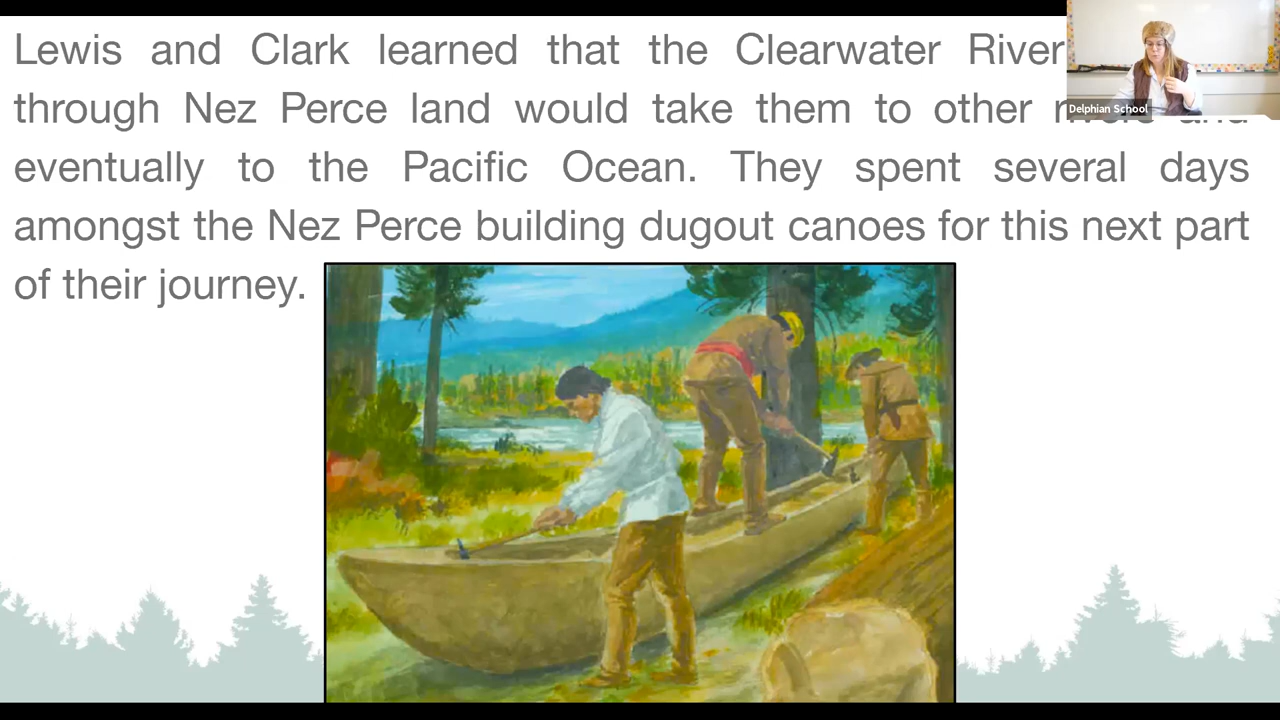 Lewis and Clark learned that the Clearwater River
through Nez Perce land would take them to other rivers and
eventually to the Pacific Ocean. They spent several days
amongst the Nez Perce building dugout canoes for this next part
of their journey.
Delphian School